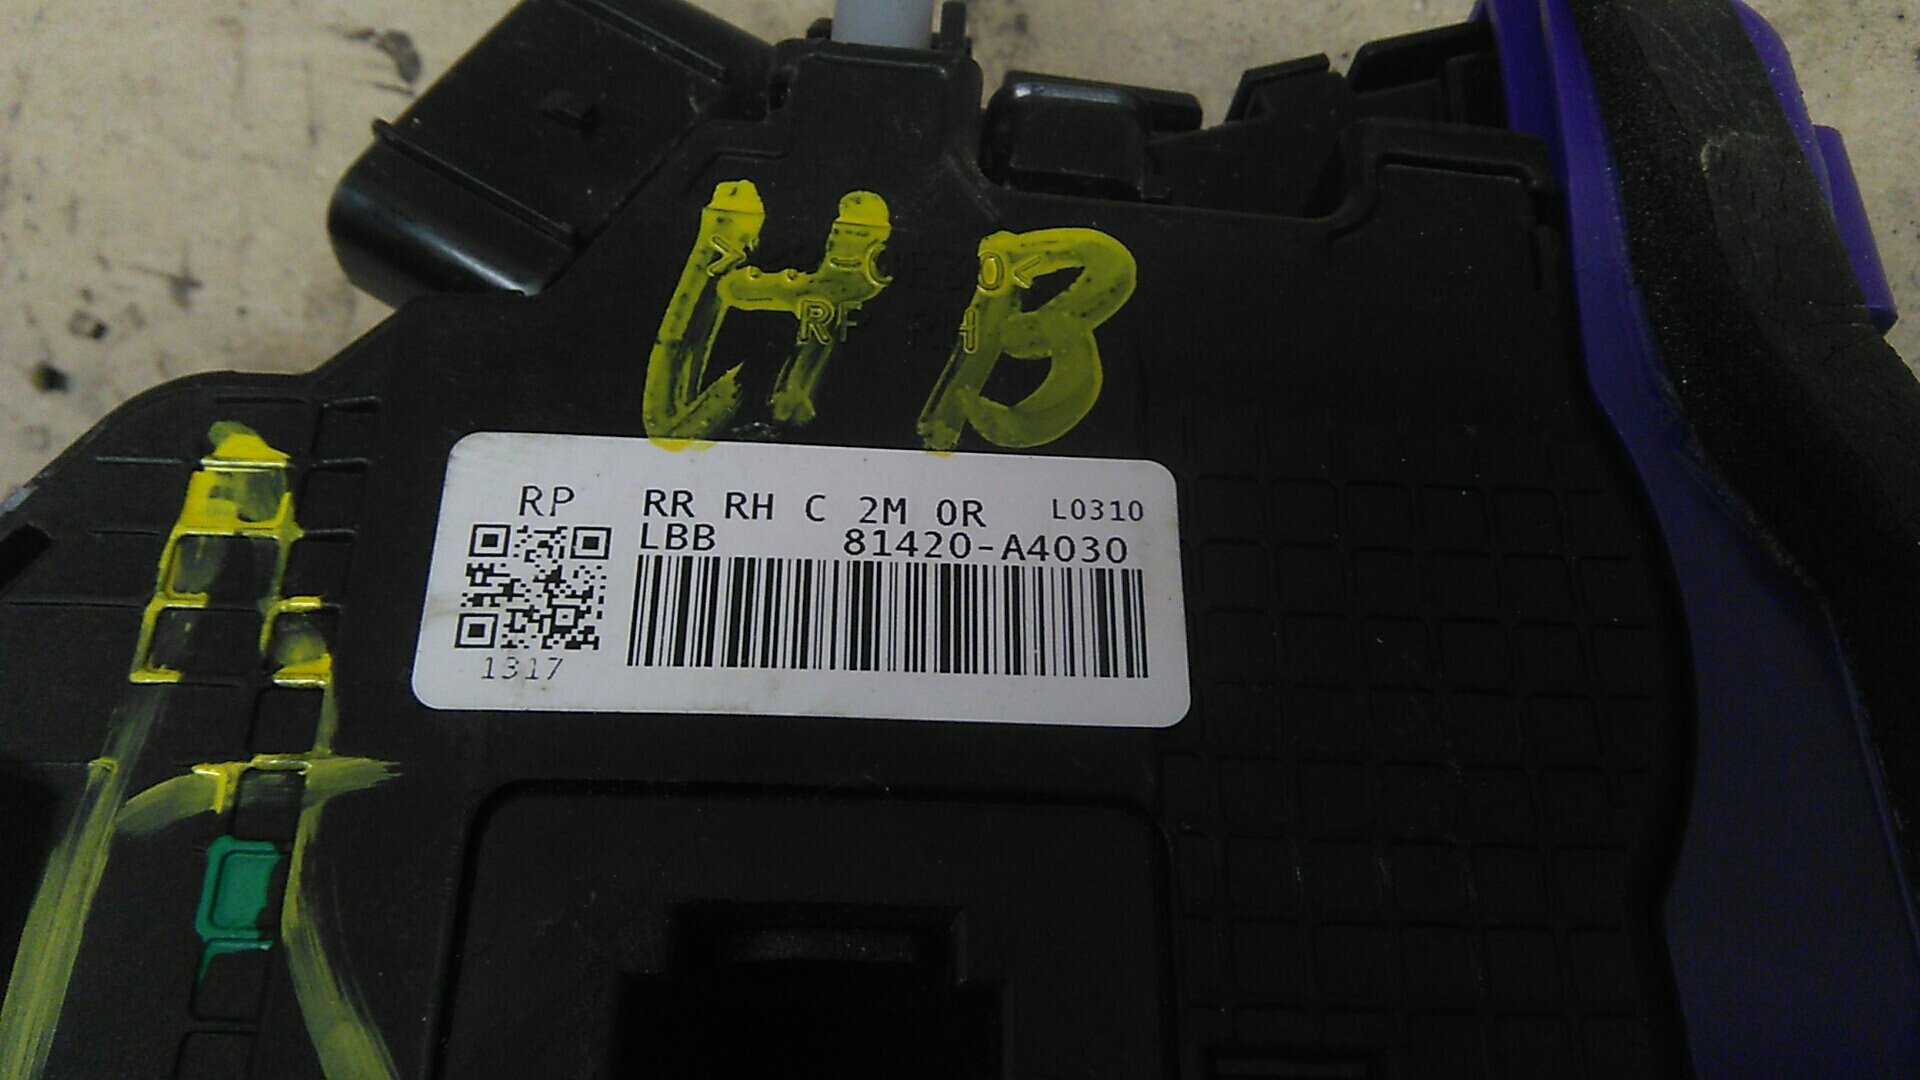 HB
RP RR RH C 2M 0R L0310
LBB 81420-A4030
1317